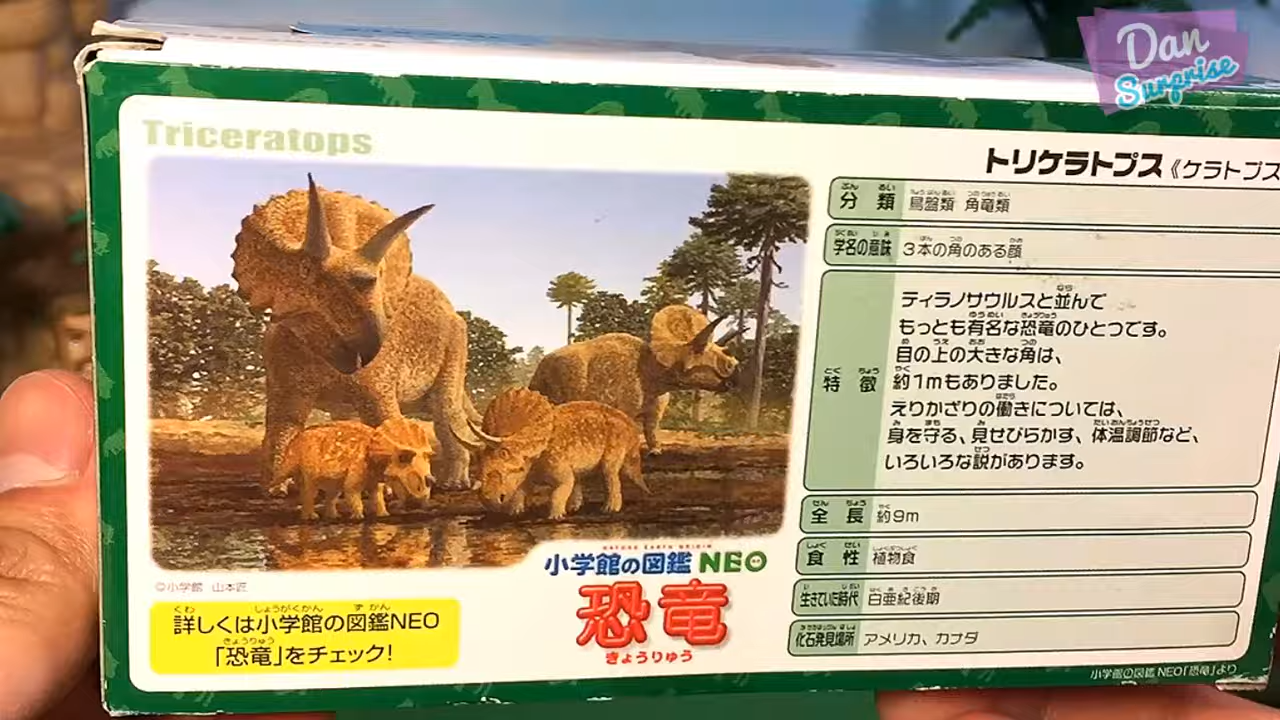 Dan
Surprise
Triceratops
トリケラトプス《ケラトプス
分類 鳥盤類 角竜類
学名の意味 3本の角のある顔
特徴
ティラノサウルスと並んで
もっとも有名な恐竜のひとつです。
目の上の大きな角は、
約1mもありました。
えりかざりの働きについては、
身を守る、見せびらかす、体温調節など、
いろいろな説があります。
全長 約9m
食性 植物食
生きていた時代 白亜紀後期
化石発見場所 アメリカ、カナダ
小学館の図鑑NEO「恐竜」より
©小学館 山本匠
詳しくは小学館の図鑑NEO
「恐竜」をチェック!
小学館の図鑑NEO
恐竜
きょうりゅう